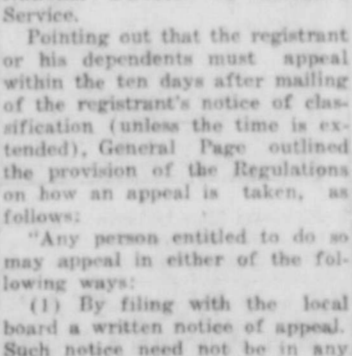 Service.
Pointing out that the registrant
or his dependents must appeal
within the ten days after mailing
of the registrant's notice of clas-
sification (unless the time is ex-
tended), General Page outlined
the provision of the Regulations
on how an appeal is taken, as
follows:
"Any person entitled to do so
may appeal in either of the fol-
lowing ways:
(1) By filing with the local
board a written notice of appeal.
Such notice need not be in any